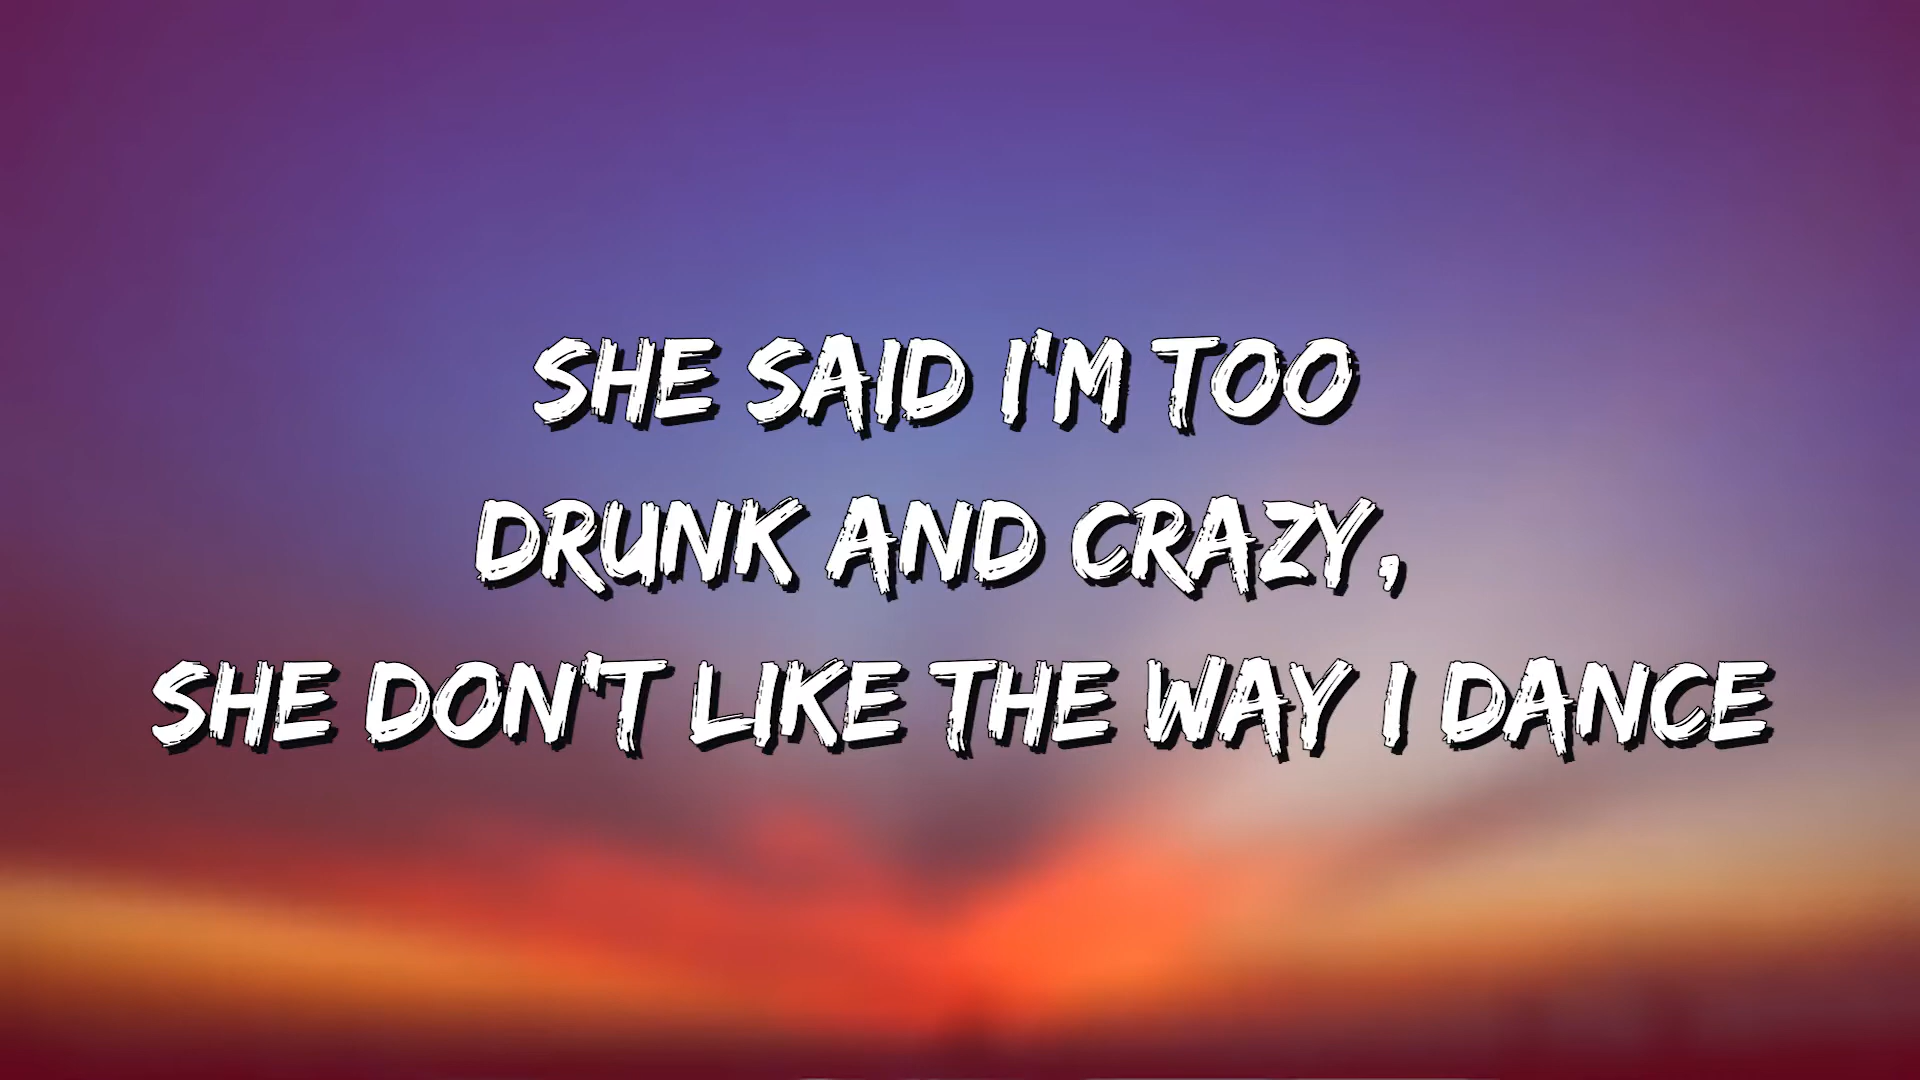 SHE SAID I'M TOO
DRUNK AND CRAZY,
SHE DON'T LIKE THE WAY I DANCE